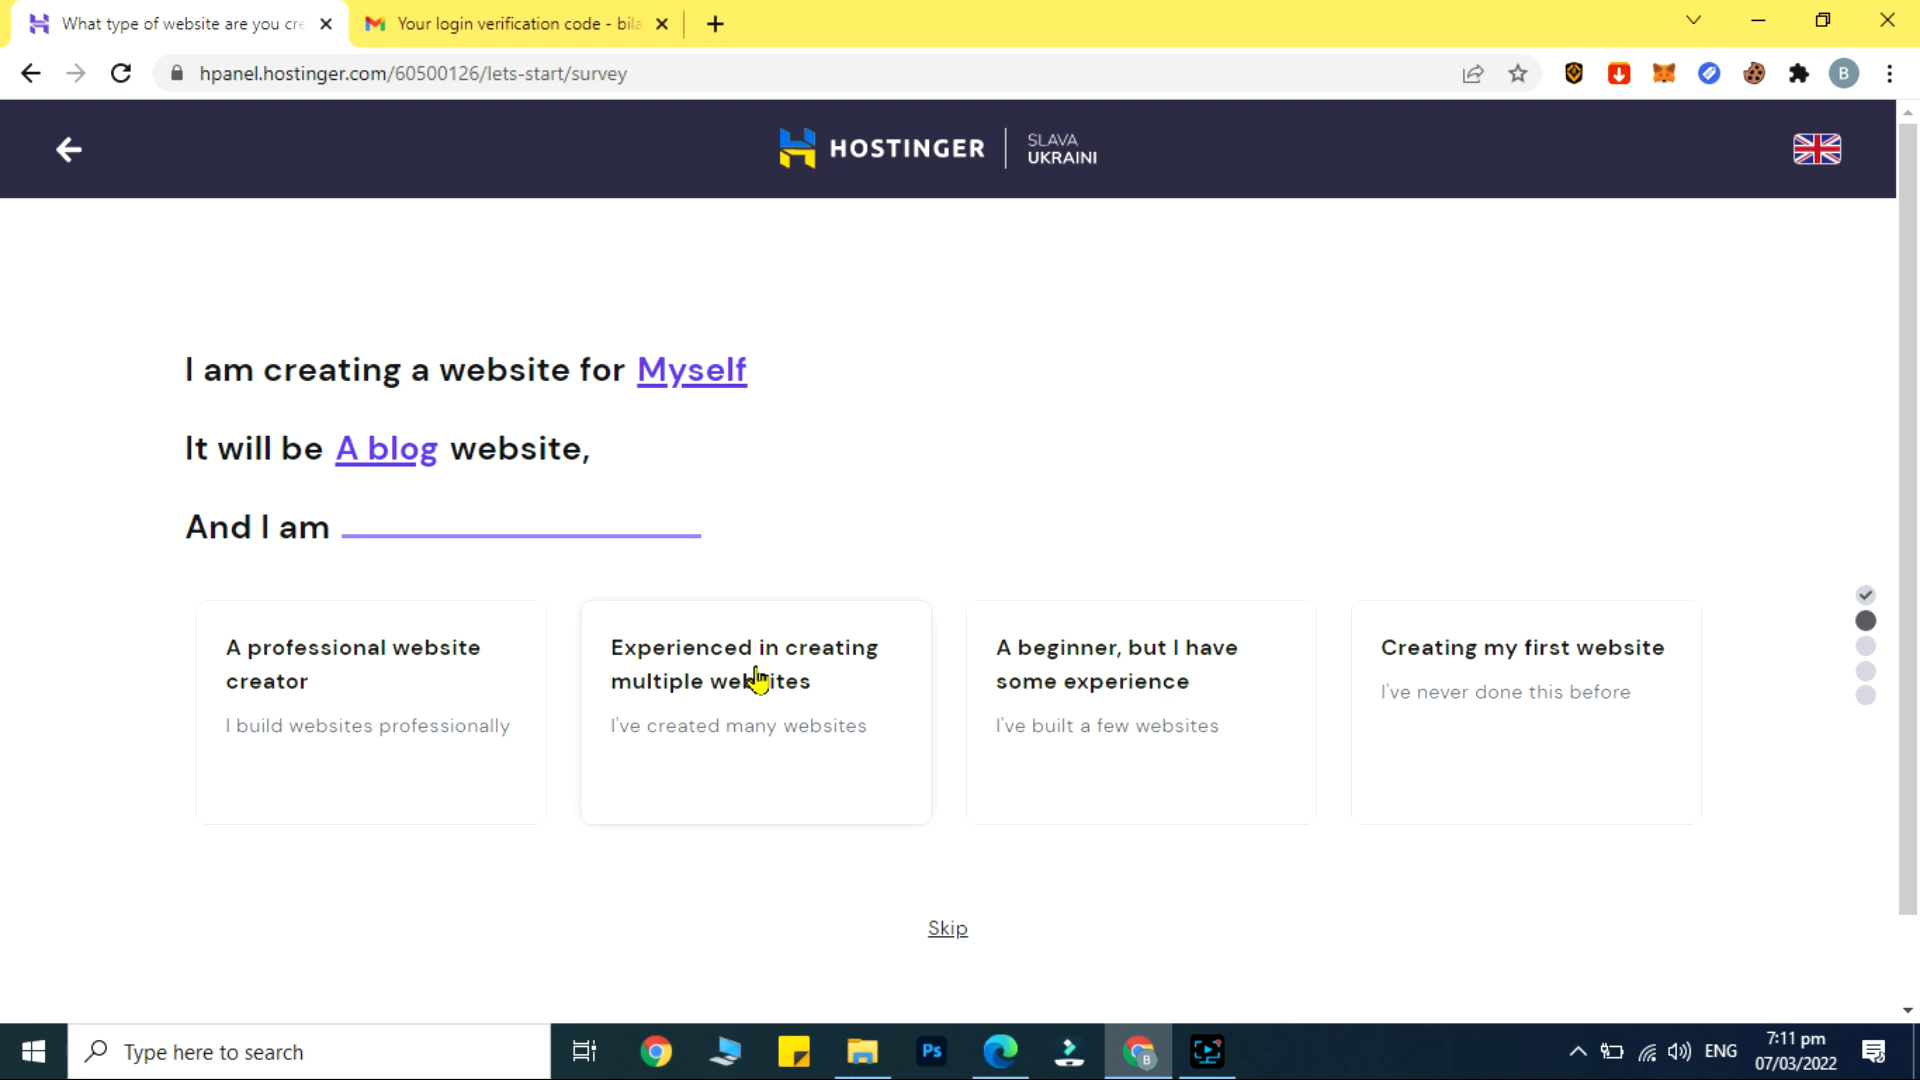 What type of website are you cre
Your login verification code - bila
hpanel.hostinger.com/60500126/lets-start/survey
B
HOSTINGER
SLAVA
UKRAINI
I am creating a website for Myself
It will be A blog website,
And I am
A professional website
creator
I build websites professionally
Experienced in creating
multiple websites
I've created many websites
A beginner, but I have
some experience
I've built a few websites
Creating my first website
I've never done this before
Skip
Type here to search
Ps
B
ENG
7:11 pm
07/03/2022